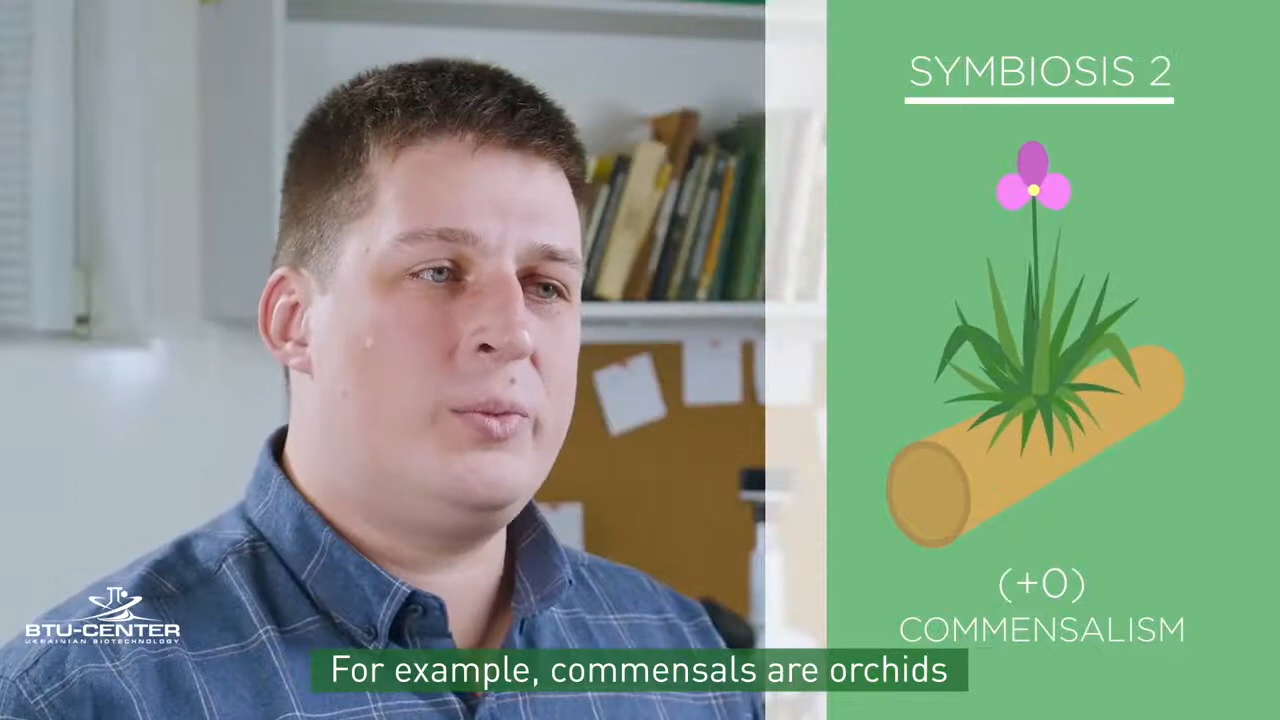 SYMBIOSIS 2
(+0)
COMMENSALISM
BTU-CENTER
UKRAINIAN BIOTECHNOLOGY
For example, commensals are orchids